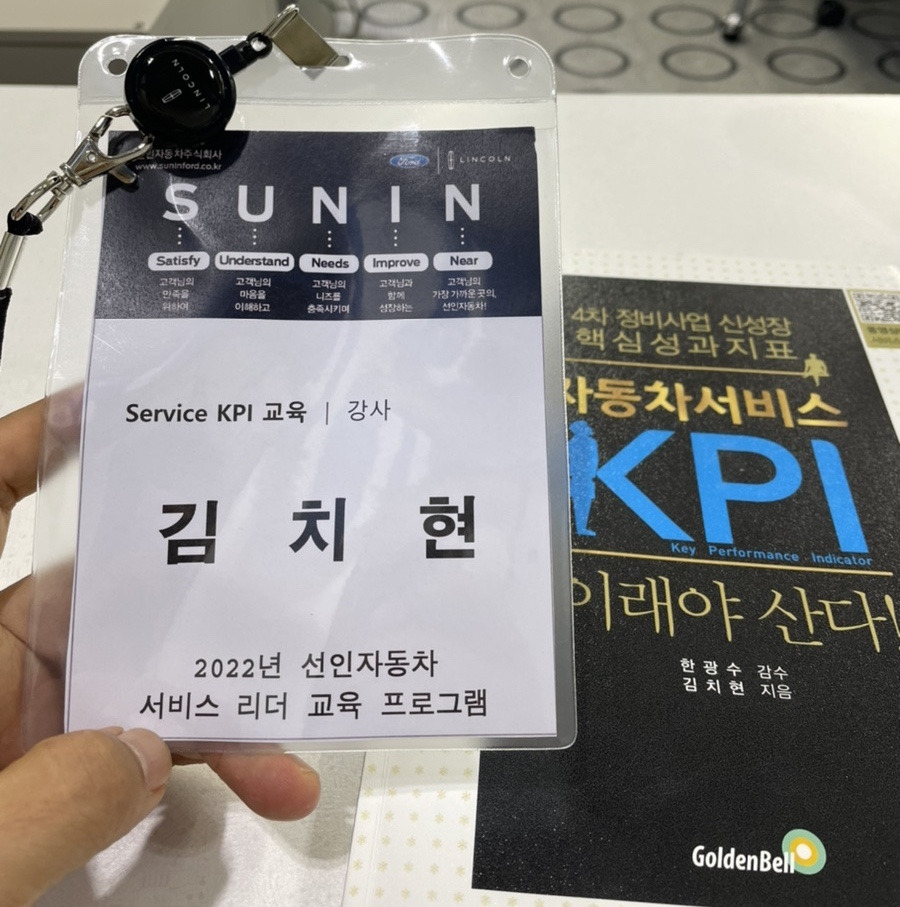 LINCOLN
인자동차주식회사
www.suninford.co.kr
Ford
LINCOLN
SUNIN
Satisfy Understand Needs Improve Near
고객님의 고객님의 고객님의 고객님과 고객님의
만족을 마음을 니즈를 함께 가장 가까운 곳의,
위하여 이해하고 충족시키며 성장하는 선인자동차!
Service KPI 교육 | 강사
김 치 현
2022년 선인자동차
서비스 리더 교육 프로그램
4차 정비사업 신성장
핵심성과지표
자동차서비스
KPI
Key Performance Indicator
이래야 산다!
한광수 감수
김치현 지음
GoldenBell